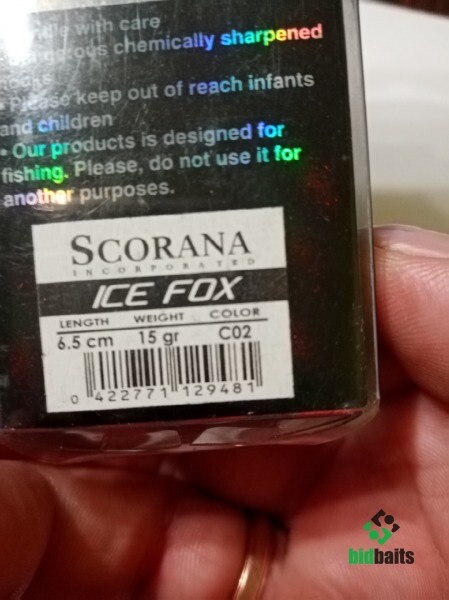 with care
chemically sharpened
• Please keep out of reach infants
and children
• Our products is designed for
fishing. Please, do not use it for
another purposes.
SCORANA
INCORPORATED
ICE FOX
LENGTH WEIGHT COLOR
6.5 cm 15 gr C02
0 422771 129481
bidbaits